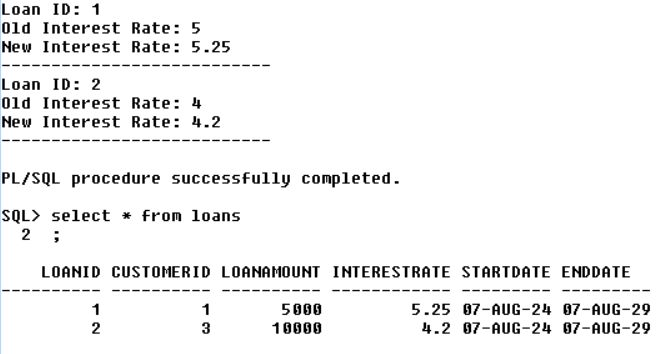 Loan ID: 1
Old Interest Rate: 5
New Interest Rate: 5.25
---------------------------
Loan ID: 2
Old Interest Rate: 4
New Interest Rate: 4.2
---------------------------
PL/SQL procedure successfully completed.
SQL> select * from loans
  2  ;
    LOANID CUSTOMERID LOANAMOUNT INTERESTRATE STARTDATE ENDDATE
---------- ---------- ---------- ------------ --------- ---------
         1          1       5000         5.25 07-AUG-24 07-AUG-29
         2          3      10000          4.2 07-AUG-24 07-AUG-29